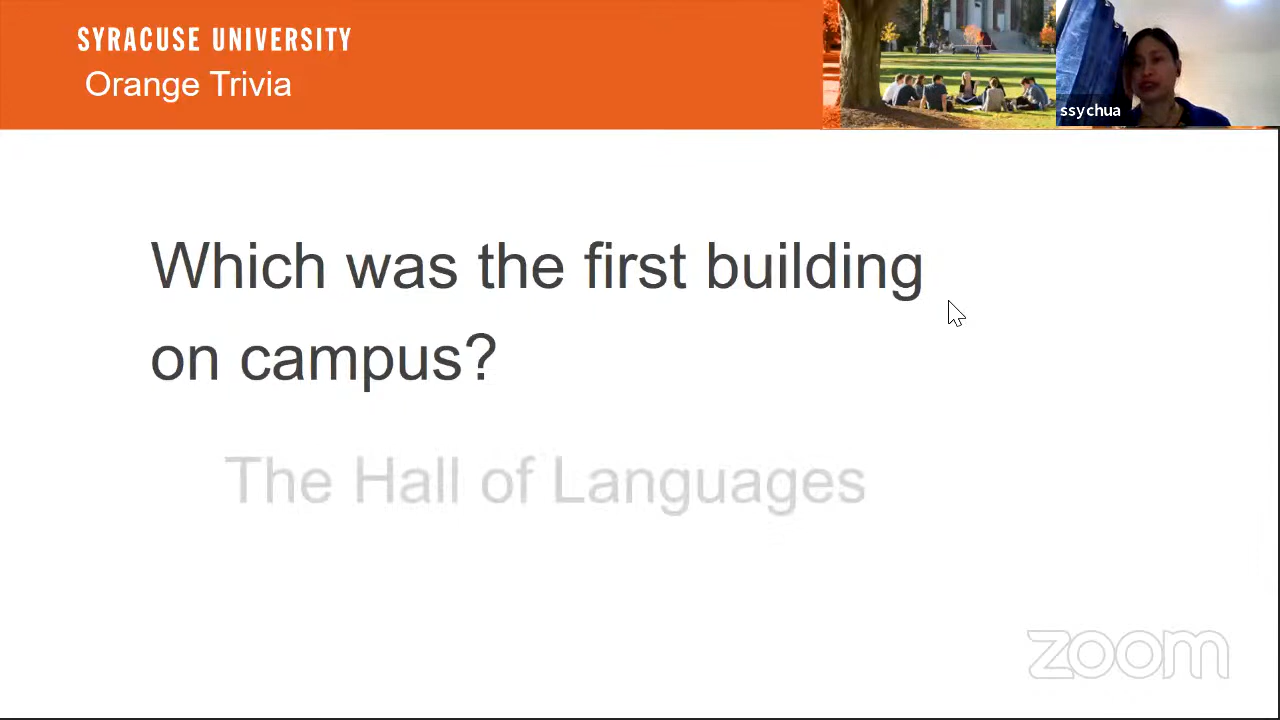 SYRACUSE UNIVERSITY
Orange Trivia
ssychua
Which was the first building
on campus?
The Hall of Languages
zoom